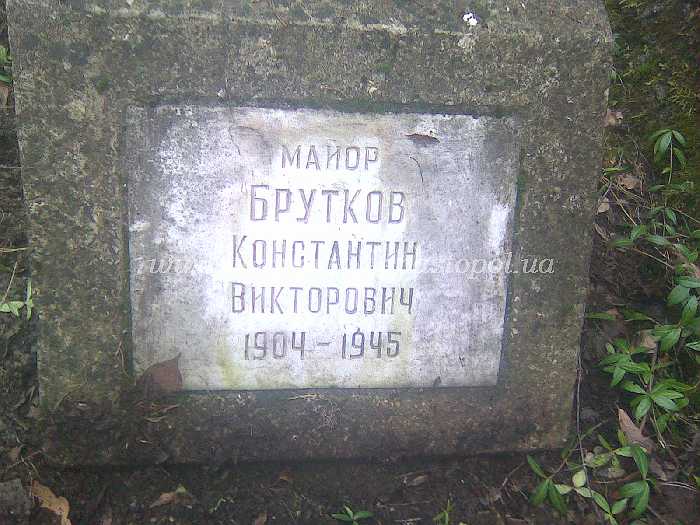 МАЙОР
БРУТКОВ
КОНСТАНТИН
ВИКТОРОВИЧ
1904 – 1945